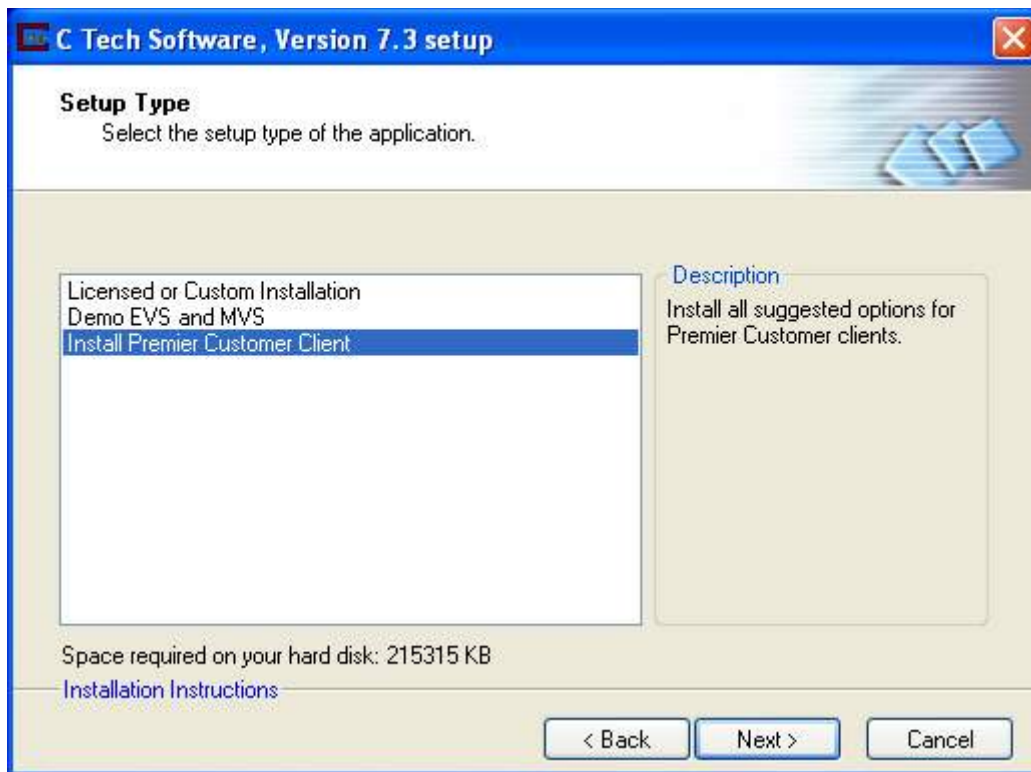 C Tech Software, Version 7.3 setup
Setup Type
Select the setup type of the application.
Licensed or Custom Installation
Demo EVS and MVS
Install Premier Customer Client
Description
Install all suggested options for
Premier Customer clients.
Space required on your hard disk: 215315 KB
Installation Instructions
< Back
Next >
Cancel